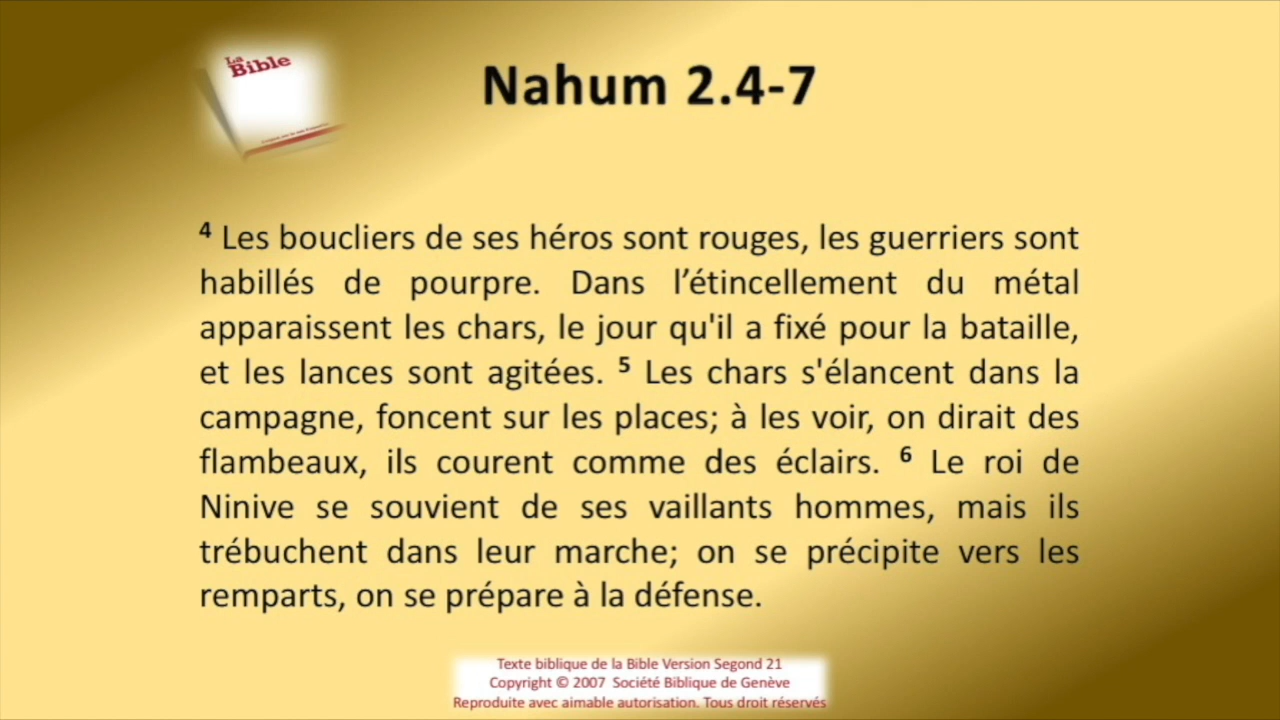 La
Bible
Nahum 2.4-7
⁴ Les boucliers de ses héros sont rouges, les guerriers sont
habillés de pourpre. Dans l’étincellement du métal
apparaissent les chars, le jour qu'il a fixé pour la bataille,
et les lances sont agitées. ⁵ Les chars s'élancent dans la
campagne, foncent sur les places; à les voir, on dirait des
flambeaux, ils courent comme des éclairs. ⁶ Le roi de
Ninive se souvient de ses vaillants hommes, mais ils
trébuchent dans leur marche; on se précipite vers les
remparts, on se prépare à la défense.
Texte biblique de la Bible Version Segond 21
Copyright © 2007 Société Biblique de Genève
Reproduite avec aimable autorisation. Tous droit réservés